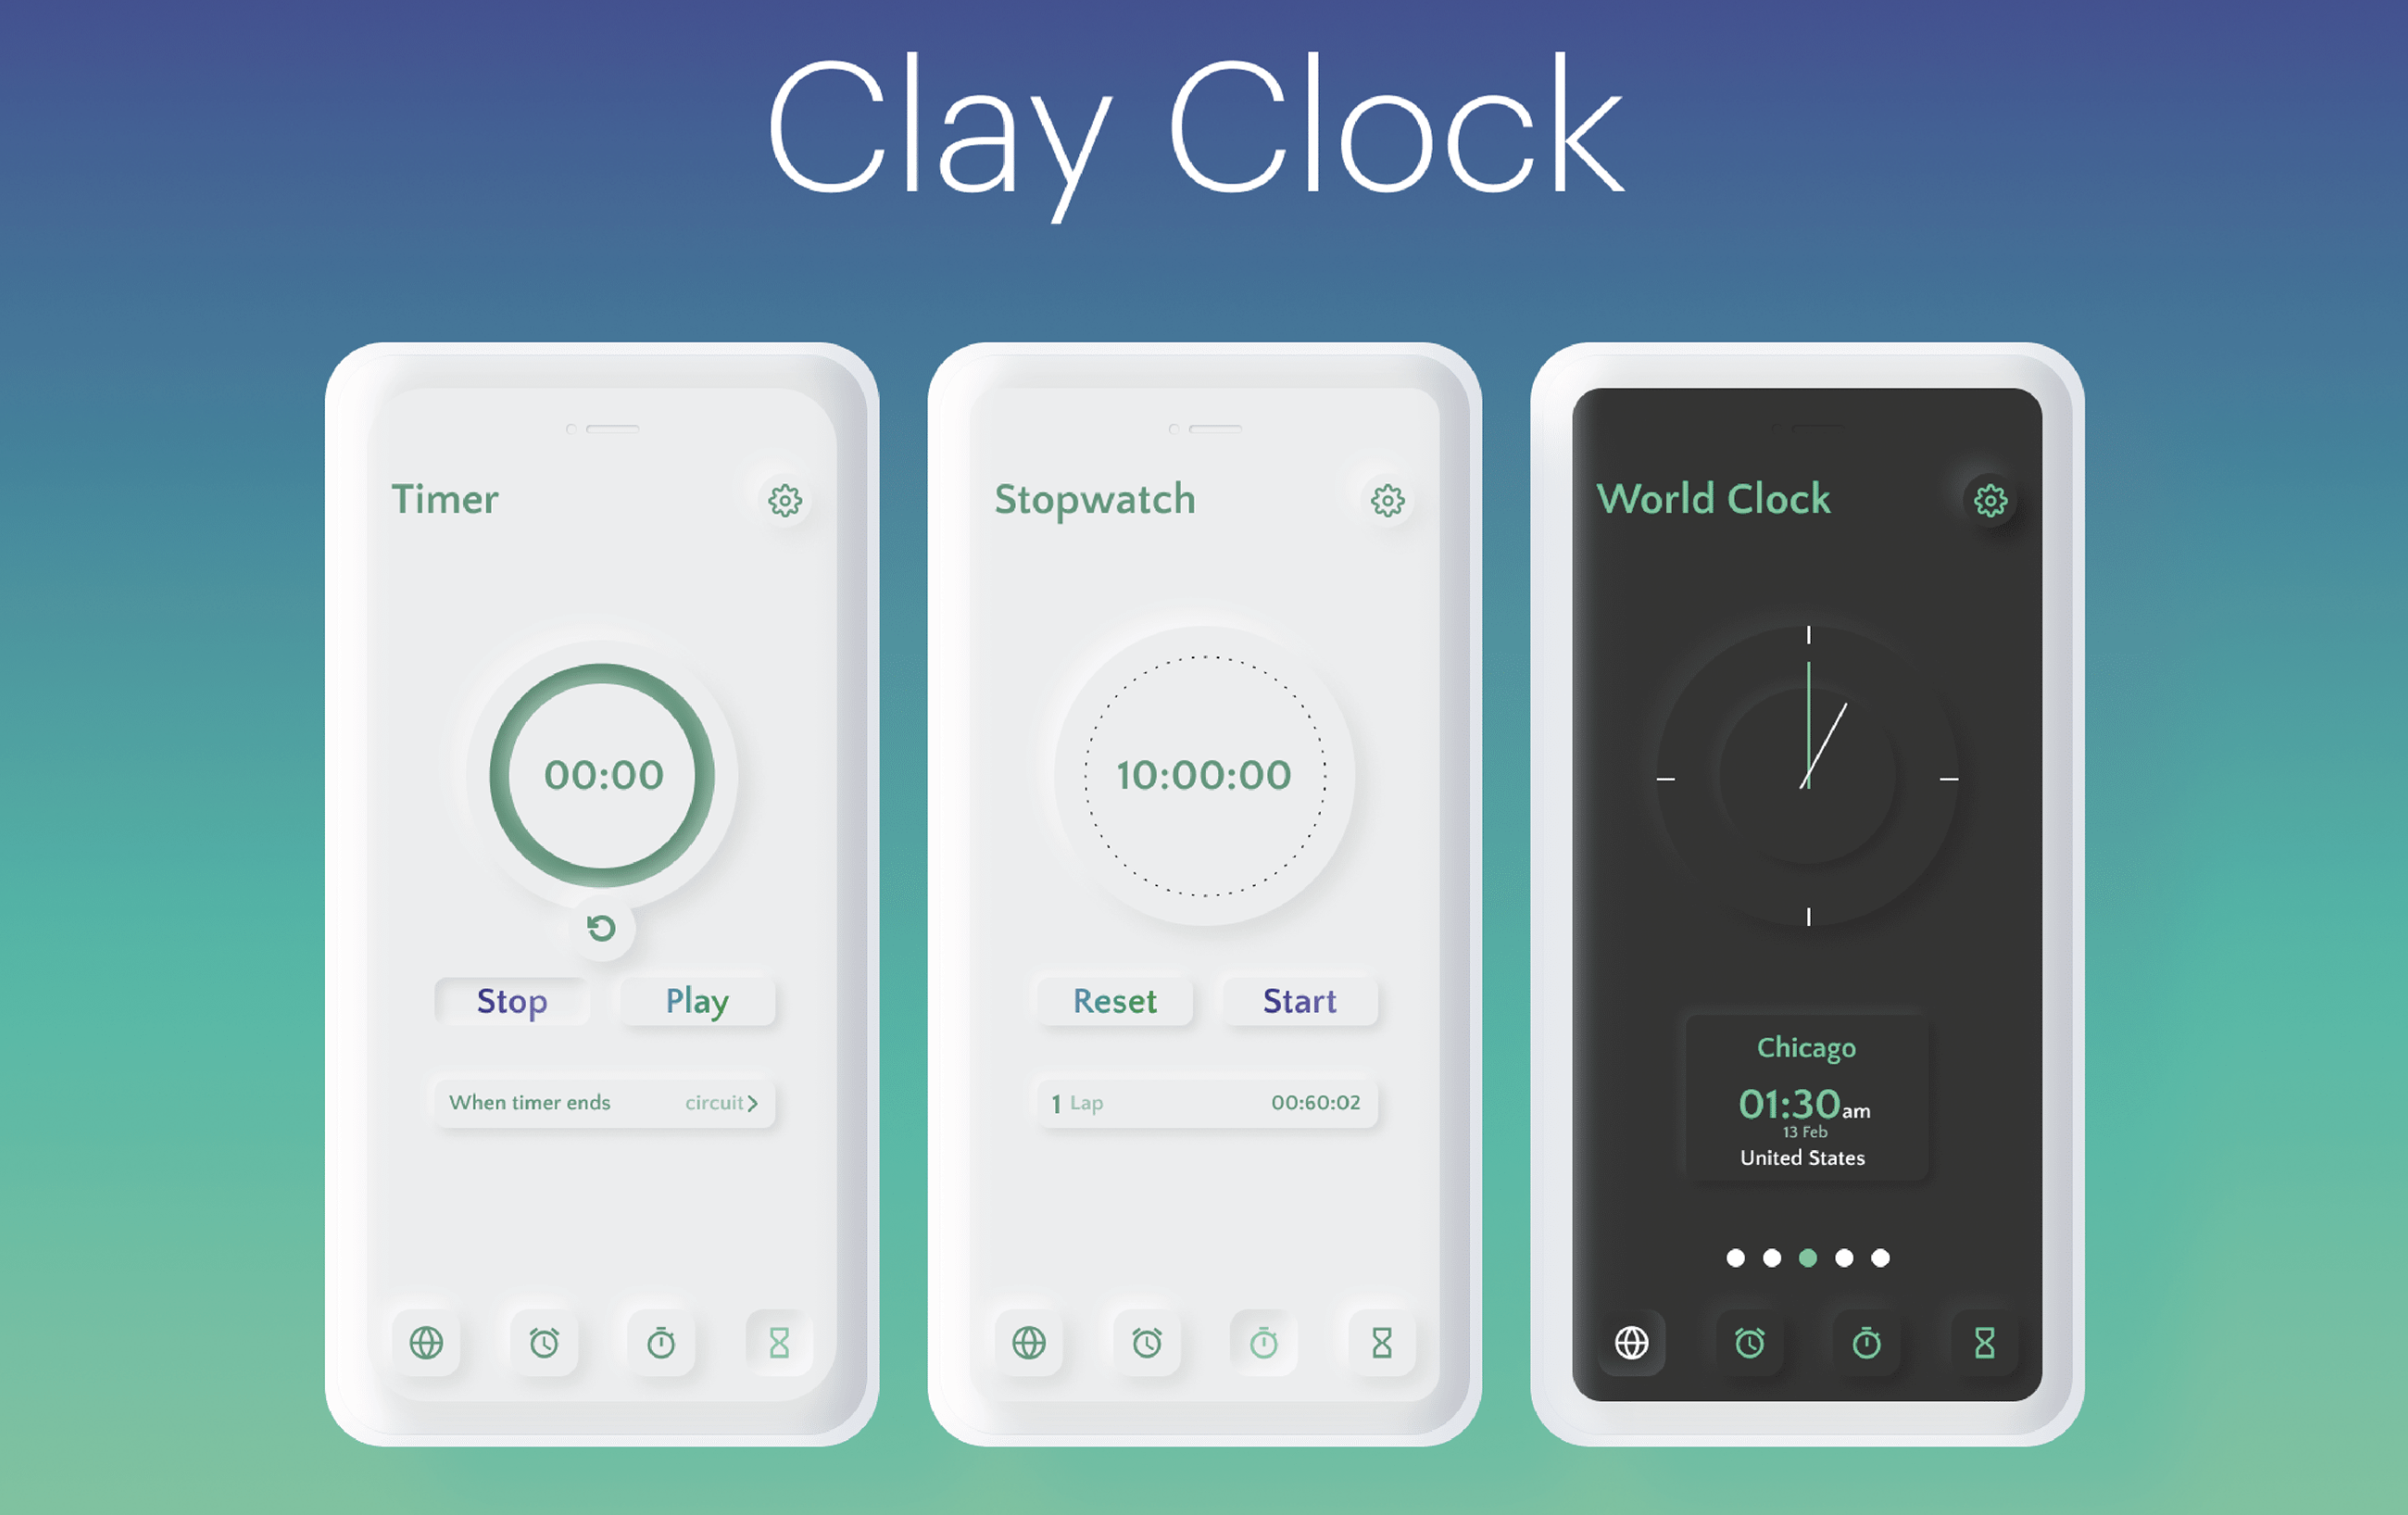 Clay Clock
Timer
00:00
Stop Play
When timer ends circuit
Stopwatch
10:00:00
Reset Start
1 Lap 00:60:02
World Clock
Chicago
01:30am
13 Feb
United States